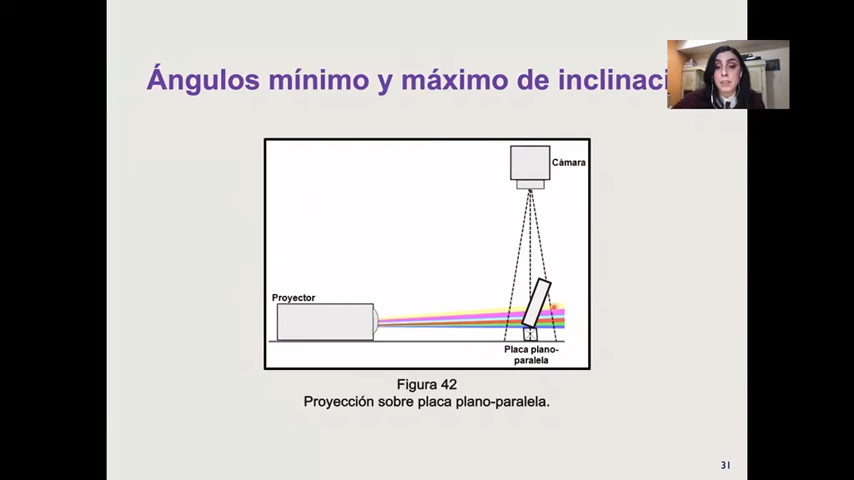 Ángulos mínimo y máximo de inclinaci
Cámara
Proyector
Placa plano-
paralela
Figura 42
Proyección sobre placa plano-paralela.
31